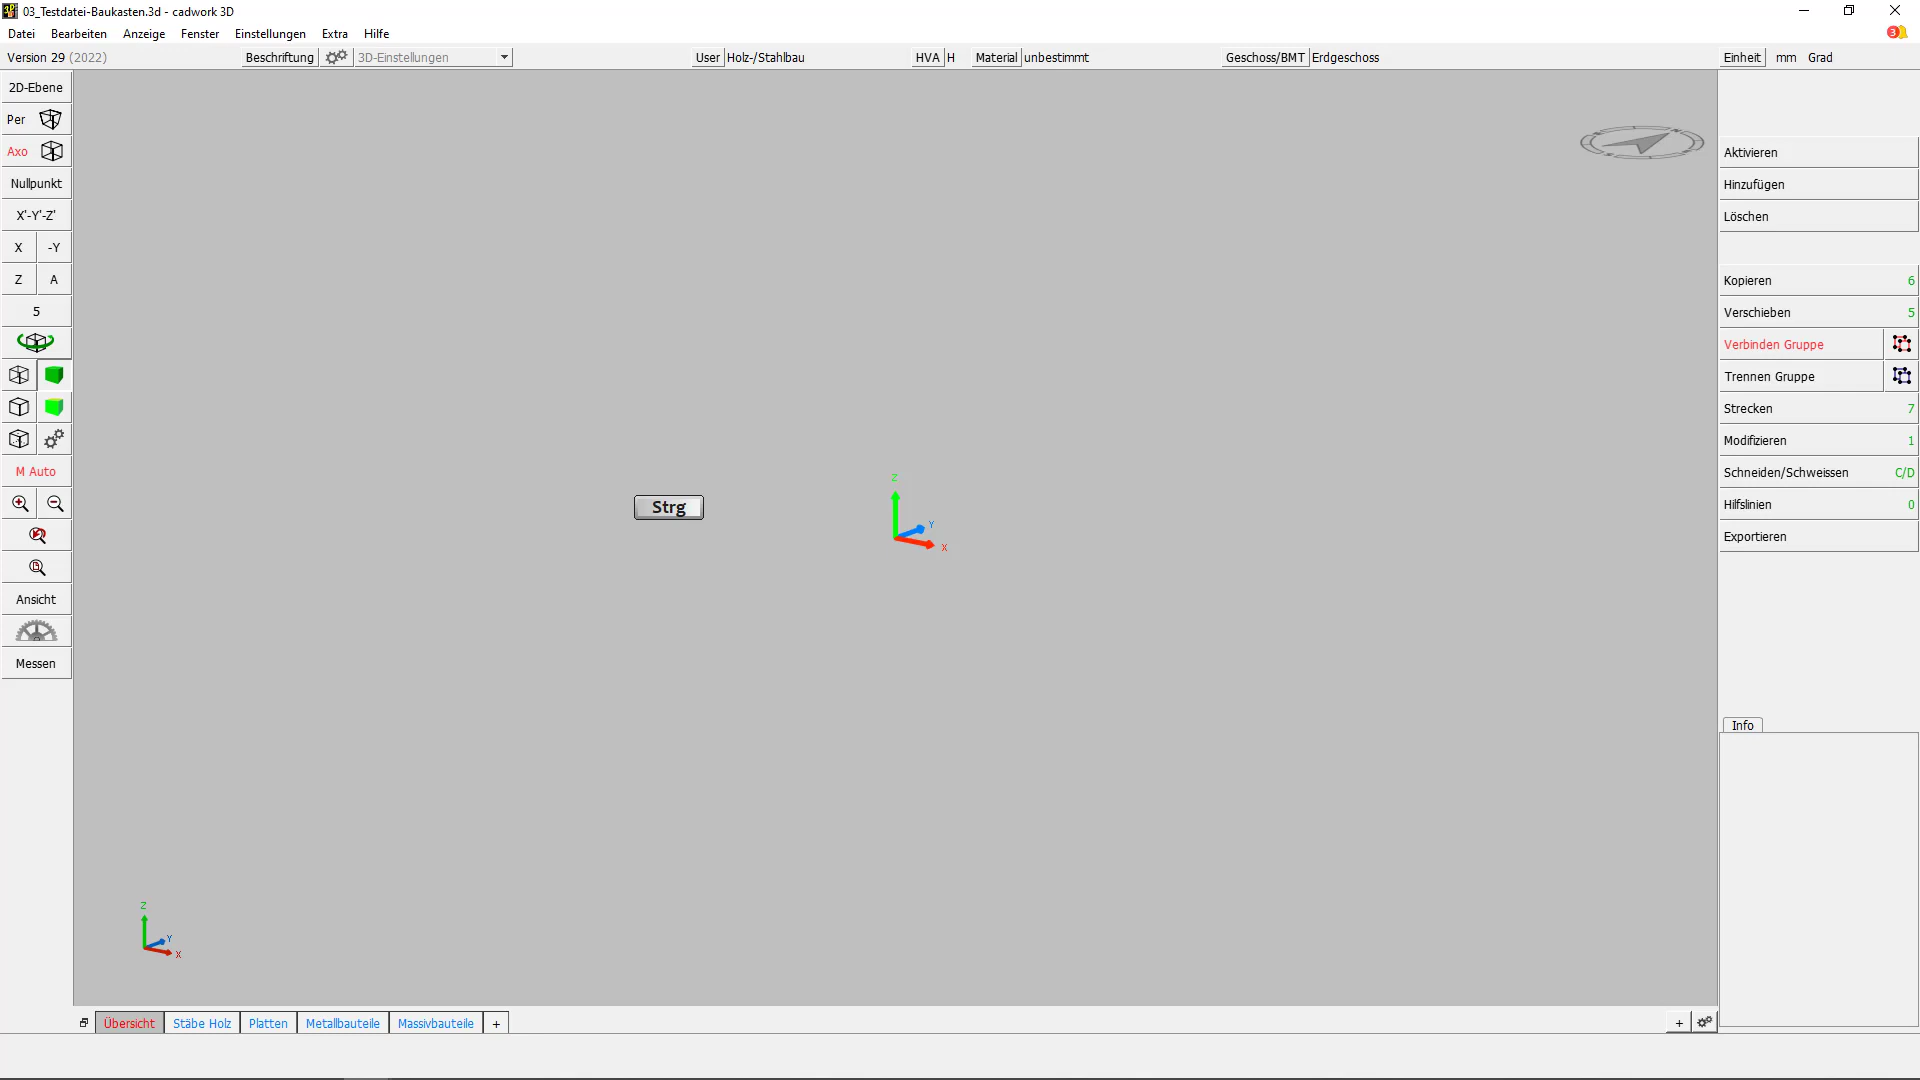 03_Testdatei-Baukasten.3d - cadwork 3D
Datei Bearbeiten Anzeige Fenster Einstellungen Extra Hilfe
3
Version 29 (2022) Beschriftung 3D-Einstellungen User Holz-/Stahlbau HVA H Material unbestimmt Geschoss/BMT Erdgeschoss Einheit mm Grad
2D-Ebene
Per
Axo
Nullpunkt
X'-Y'-Z'
X -Y
Z A
5
M Auto
Ansicht
Messen
Strg
Z
Y
X
Z
Y
X
Aktivieren
Hinzufügen
Löschen
Kopieren 6
Verschieben 5
Verbinden Gruppe
Trennen Gruppe
Strecken 7
Modifizieren 1
Schneiden/Schweissen C/D
Hilfslinien 0
Exportieren
Info
Übersicht Stäbe Holz Platten Metallbauteile Massivbauteile + +